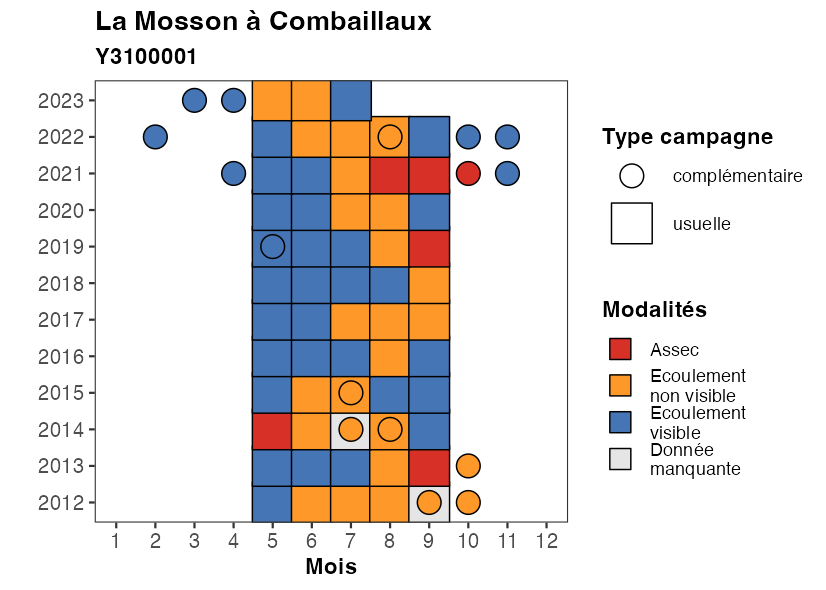 La Mosson à Combaillaux
Y3100001
2023
2022
2021
2020
2019
2018
2017
2016
2015
2014
2013
2012
1 2 3 4 5 6 7 8 9 10 11 12
Mois
Type campagne
complémentaire
usuelle
Modalités
Assec
Ecoulement
non visible
Ecoulement
visible
Donnée
manquante